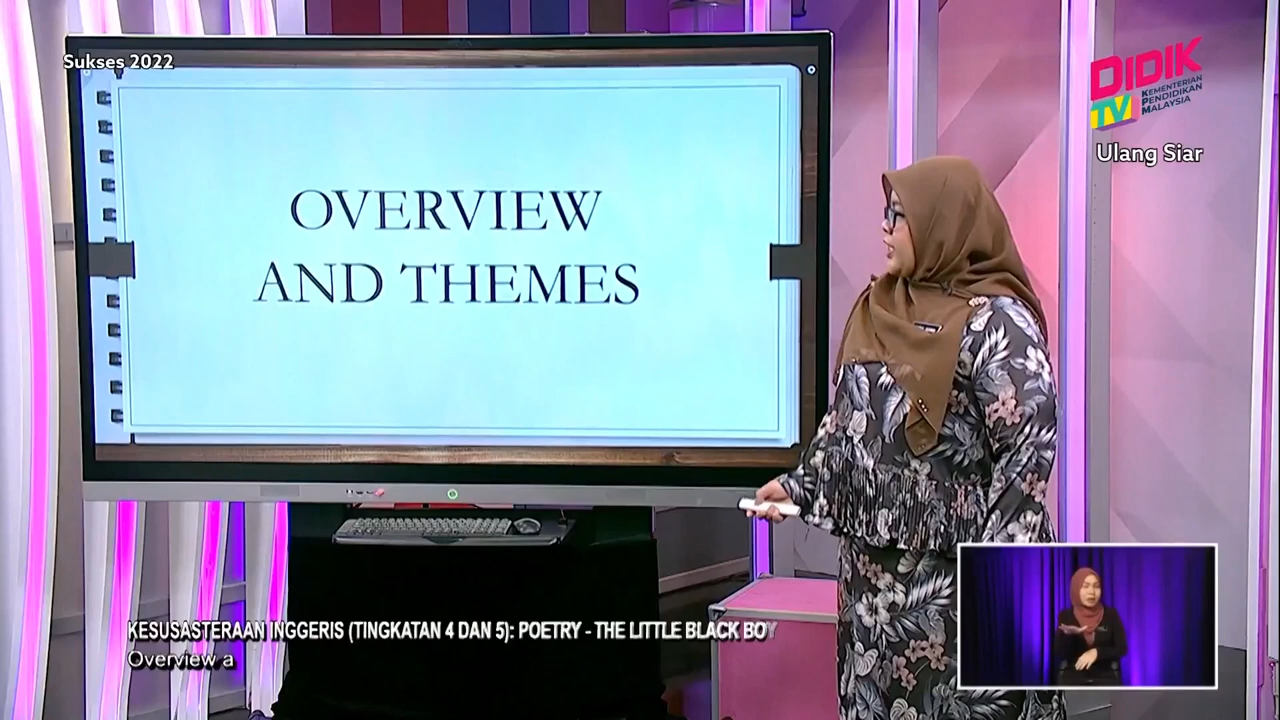 Sukses 2022
OVERVIEW
AND THEMES
DIDIK
TV
KEMENTERIAN
PENDIDIKAN
MALAYSIA
Ulang Siar
KESUSASTERAAN INGGERIS (TINGKATAN 4 DAN 5): POETRY - THE LITTLE BLACK BOY
Overview a